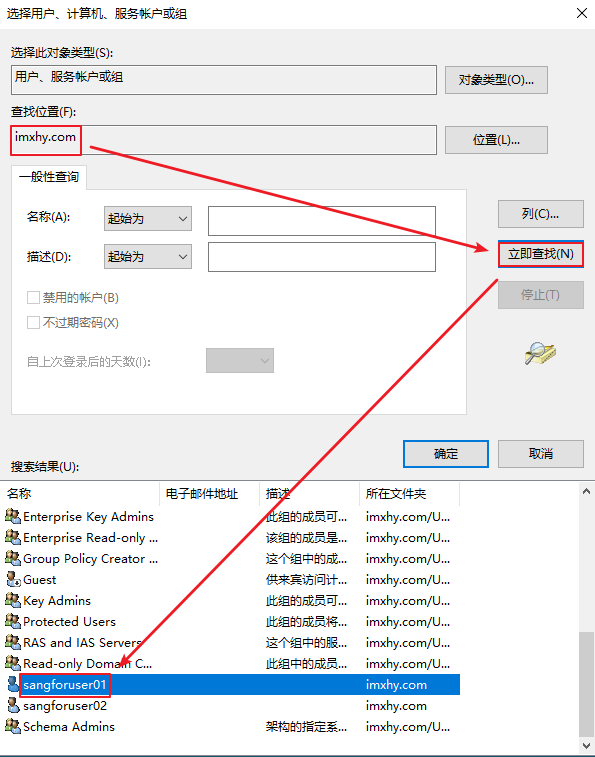 选择用户、计算机、服务帐户或组
选择此对象类型(S):
用户、服务帐户或组
对象类型(O)...
查找位置(F):
imxhy.com
位置(L)...
一般性查询
名称(A):
起始为
列(C)...
描述(D):
起始为
立即查找(N)
禁用的帐户(B)
停止(T)
不过期密码(X)
自上次登录后的天数(I):
确定
取消
搜索结果(U):
名称 电子邮件地址 描述 所在文件夹
Enterprise Key Admins 此组的成员可... imxhy.com/U...
Enterprise Read-only ... 该组的成员是... imxhy.com/U...
Group Policy Creator ... 这个组中的成... imxhy.com/U...
Guest 供来宾访问计... imxhy.com/U...
Key Admins 此组的成员可... imxhy.com/U...
Protected Users 此组的成员将... imxhy.com/U...
RAS and IAS Servers 这个组中的服... imxhy.com/U...
Read-only Domain C... 此组中的成员... imxhy.com/U...
sangforuser01 imxhy.com
sangforuser02 imxhy.com
Schema Admins 架构的指定系... imxhy.com/U...